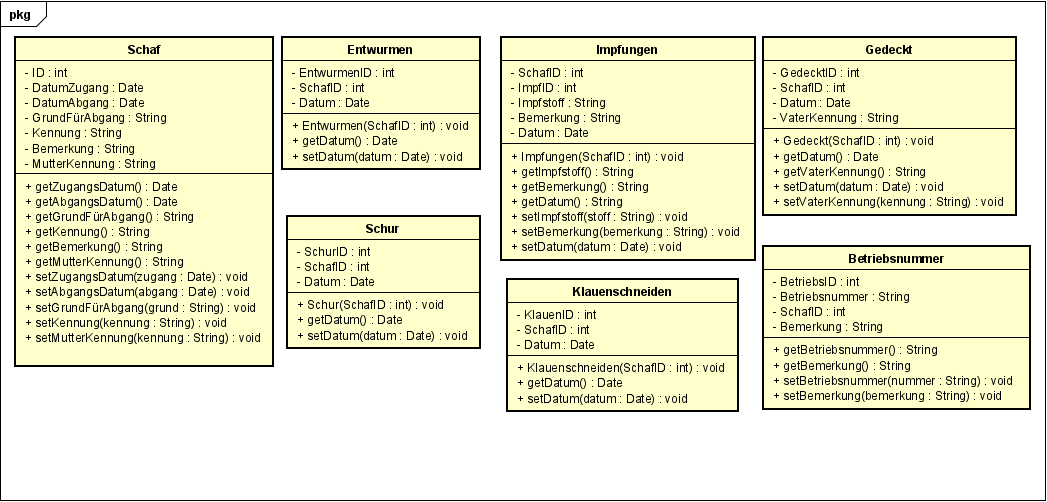 pkg
Schaf
- ID : int
- DatumZugang : Date
- DatumAbgang : Date
- GrundFürAbgang : String
- Kennung : String
- Bemerkung : String
- MutterKennung : String
+ getZugangsDatum() : Date
+ getAbgangsDatum() : Date
+ getGrundFürAbgang() : String
+ getKennung() : String
+ getBemerkung() : String
+ getMutterKennung() : String
+ setZugangsDatum(zugang : Date) : void
+ setAbgangsDatum(abgang : Date) : void
+ setGrundFürAbgang(grund : String) : void
+ setKennung(kennung : String) : void
+ setMutterKennung(kennung : String) : void
Entwurmen
- EntwurmenID : int
- SchafID : int
- Datum : Date
+ Entwurmen(SchafID : int) : void
+ getDatum() : Date
+ setDatum(datum : Date) : void
Schur
- SchurID : int
- SchafID : int
- Datum : Date
+ Schur(SchafID : int) : void
+ getDatum() : Date
+ setDatum(datum : Date) : void
Impfungen
- SchafID : int
- ImpfID : int
- Impfstoff : String
- Bemerkung : String
- Datum : Date
+ Impfungen(SchafID : int) : void
+ getImpfstoff() : String
+ getBemerkung() : String
+ getDatum() : Date
+ setImpfstoff(stoff : String) : void
+ setBemerkung(bemerkung : String) : void
+ setDatum(datum : Date) : void
Klauenschneiden
- KlauenID : int
- SchafID : int
- Datum : Date
+ Klauenschneiden(SchafID : int) : void
+ getDatum() : Date
+ setDatum(datum : Date) : void
Gedeckt
- GedecktID : int
- SchafID : int
- Datum : Date
- VaterKennung : String
+ Gedeckt(SchafID : int) : void
+ getDatum() : Date
+ getVaterKennung() : String
+ setDatum(datum : Date) : void
+ setVaterKennung(kennung : String) : void
Betriebsnummer
- BetriebsID : int
- Betriebsnummer : String
- SchafID : int
- Bemerkung : String
+ getBetriebsnummer() : String
+ getBemerkung() : String
+ setBetriebsnummer(nummer : String) : void
+ setBemerkung(bemerkung : String) : void